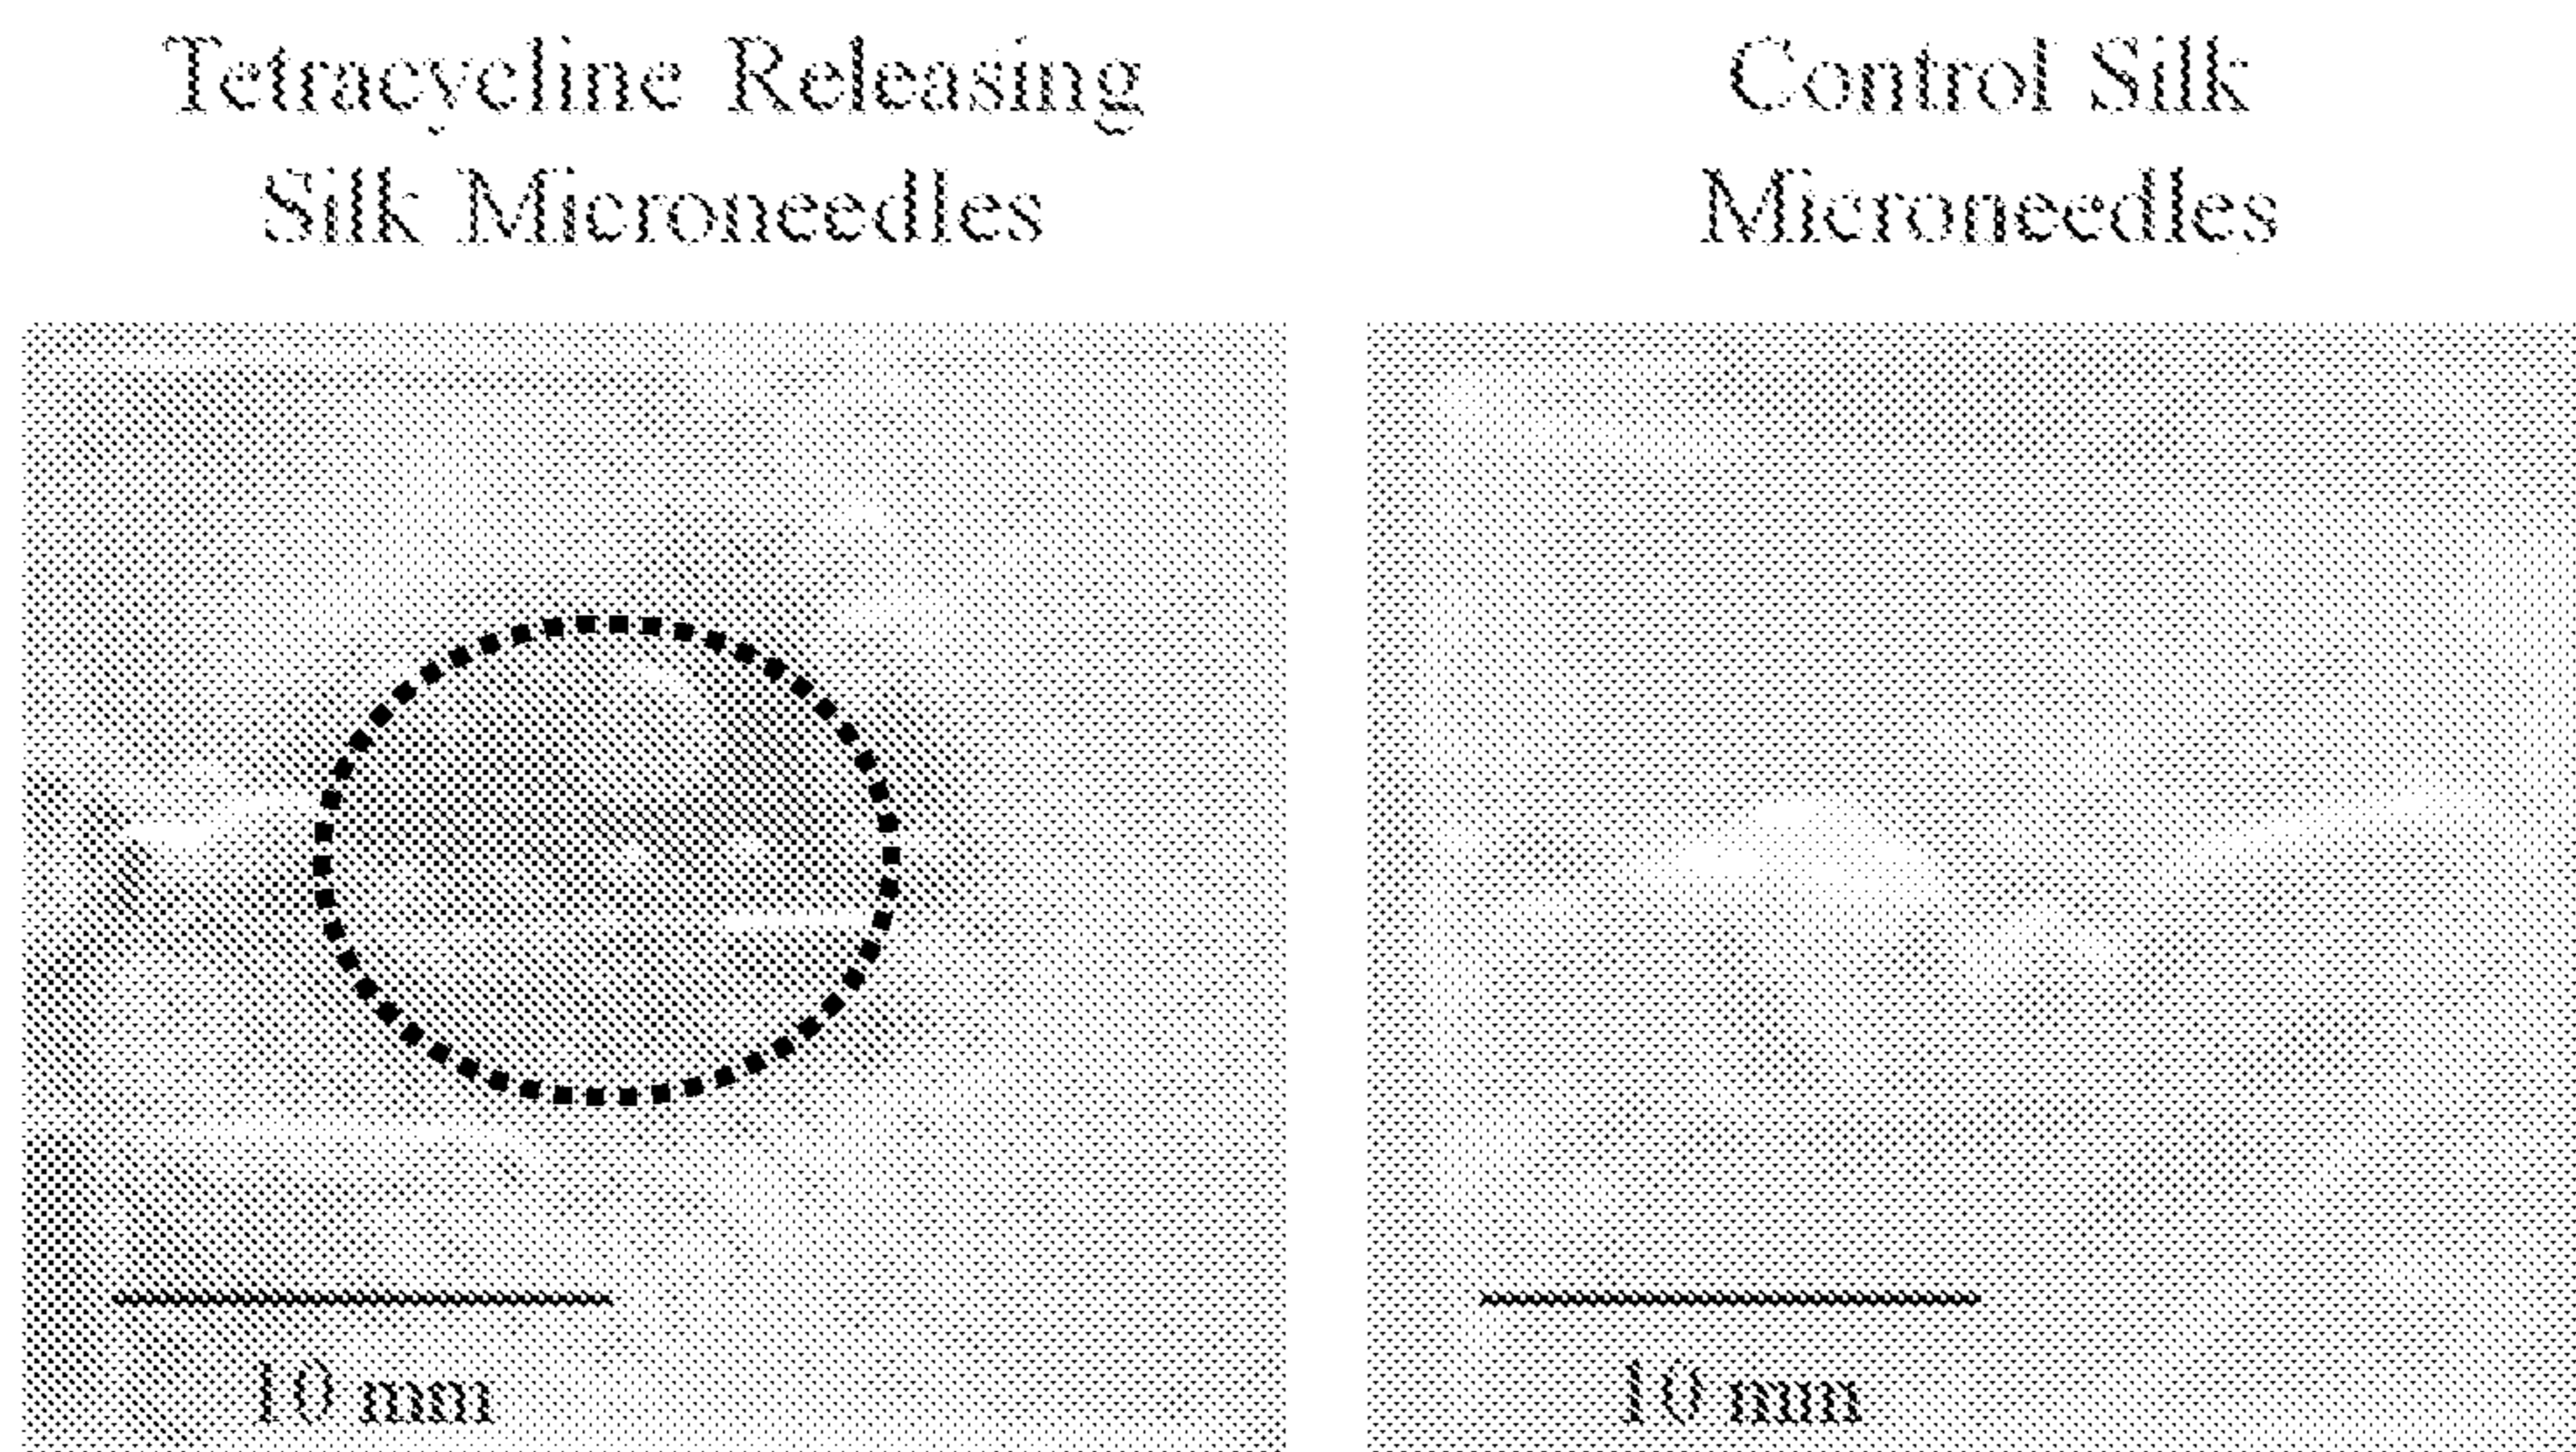 Tetracycline Releasing
Silk Microneedles
Control Silk
Microneedles
10 mm
10 mm